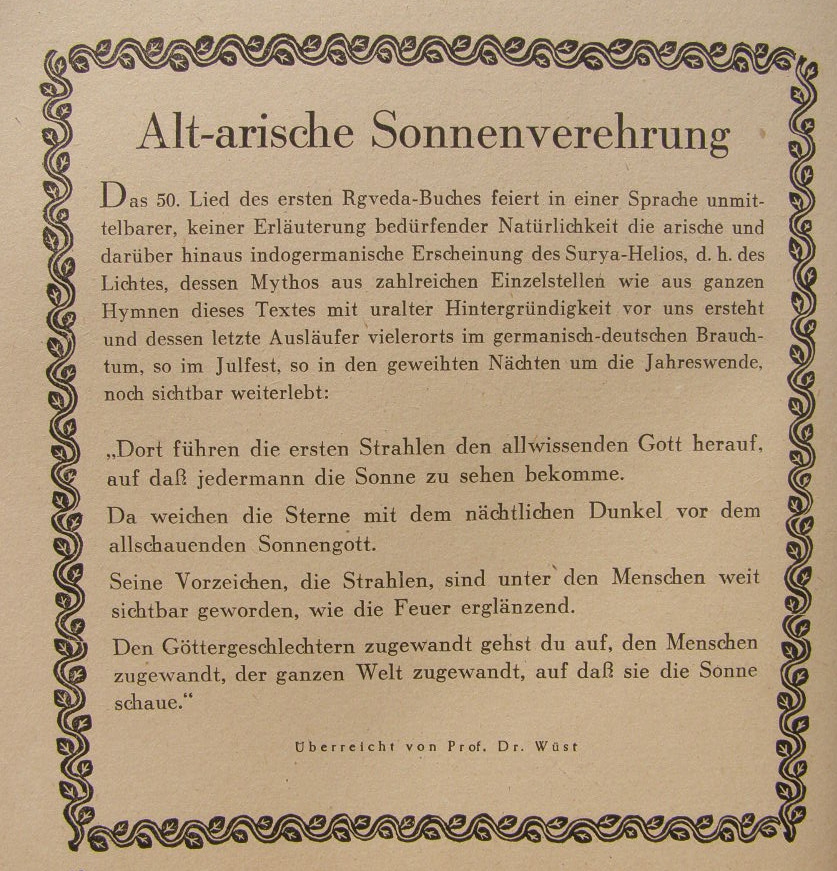 Alt-arische Sonnenverehrung
Das 50. Lied des ersten Rgveda-Buches feiert in einer Sprache unmit-
telbarer, keiner Erläuterung bedürfender Natürlichkeit die arische und
darüber hinaus indogermanische Erscheinung des Surya-Helios, d. h. des
Lichtes, dessen Mythos aus zahlreichen Einzelstellen wie aus ganzen
Hymnen dieses Textes mit uralter Hintergründigkeit vor uns ersteht
und dessen letzte Ausläufer vielerorts im germanisch-deutschen Brauch-
tum, so im Julfest, so in den geweihten Nächten um die Jahreswende,
noch sichtbar weiterlebt:
„Dort führen die ersten Strahlen den allwissenden Gott herauf,
auf daß jedermann die Sonne zu sehen bekomme.
Da weichen die Sterne mit dem nächtlichen Dunkel vor dem
allschauenden Sonnengott.
Seine Vorzeichen, die Strahlen, sind unter den Menschen weit
sichtbar geworden, wie die Feuer erglänzend.
Den Göttergeschlechtern zugewandt gehst du auf, den Menschen
zugewandt, der ganzen Welt zugewandt, auf daß sie die Sonne
schaue.“
Überreicht von Prof. Dr. Wüst